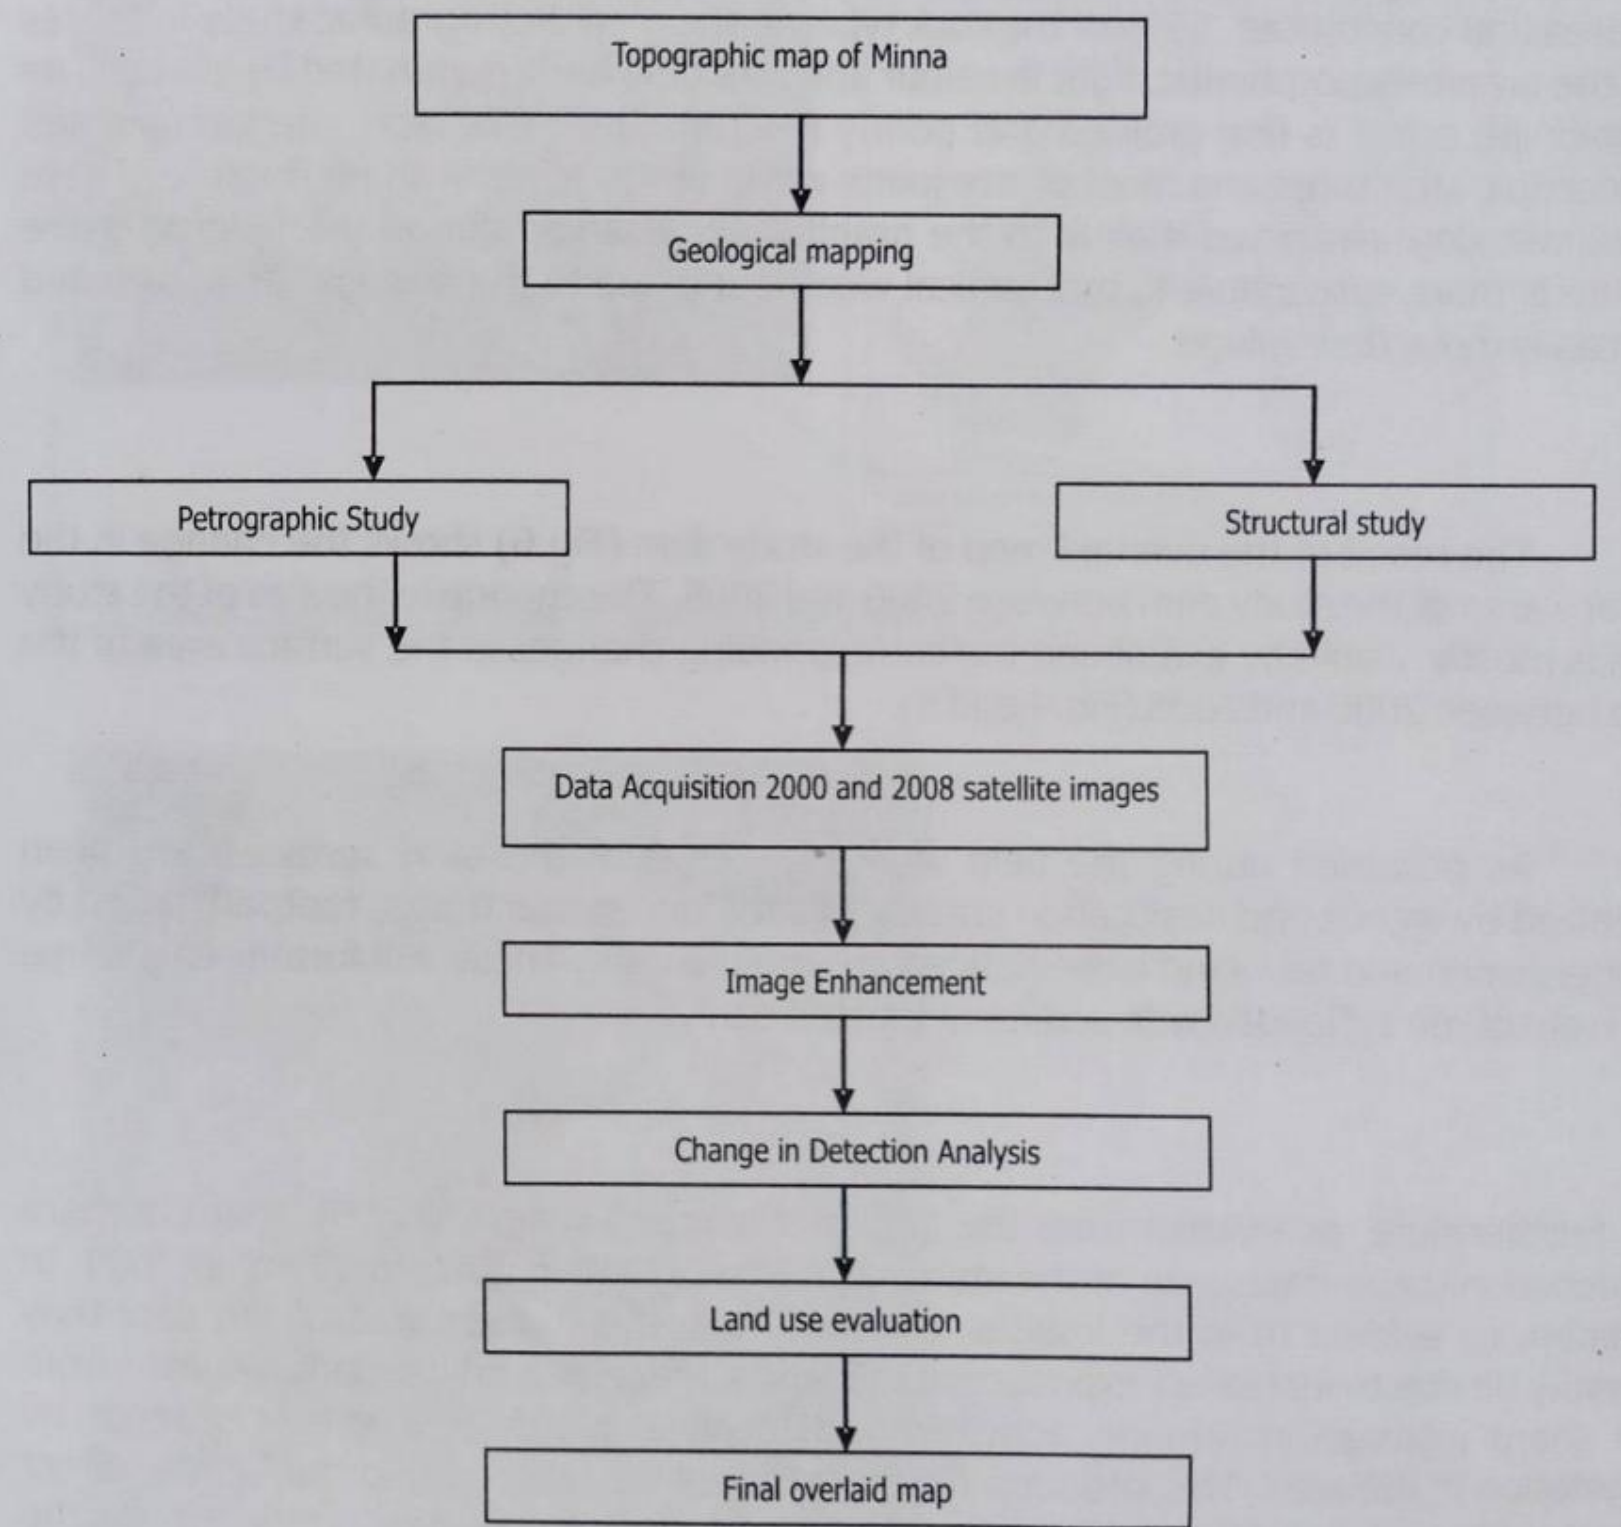 Topographic map of Minna
Geological mapping
Petrographic Study
Structural study
Data Acquisition 2000 and 2008 satellite images
Image Enhancement
Change in Detection Analysis
Land use evaluation
Final overlaid map